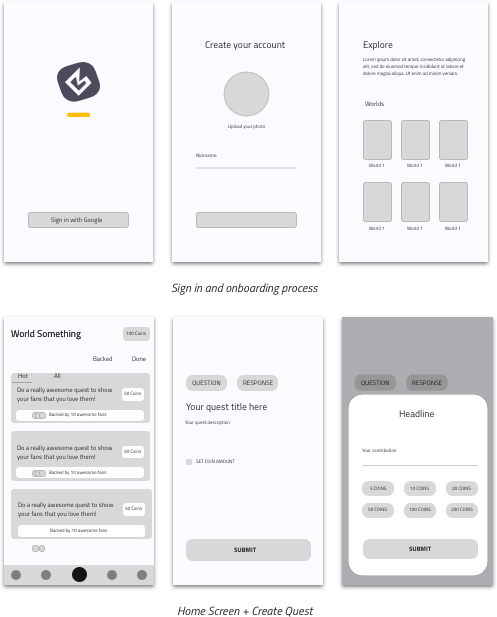 Sign in with Google
Create your account
Upload your photo
Nickname
Explore
Lorem ipsum dolor sit amet, consectetur adipiscing
elit, sed do eiusmod tempor incididunt ut labore et
dolore magna aliqua. Ut enim ad minim veniam.
Worlds
World 1 World 1 World 1
World 1 World 1 World 1
Sign in and onboarding process
World Something
100 Coins
Backed Done
Hot All
Do a really awesome quest to show
your fans that you love them!
50 Coins
Backed by 10 awesome fans
Do a really awesome quest to show
your fans that you love them!
50 Coins
Backed by 10 awesome fans
Do a really awesome quest to show
your fans that you love them!
50 Coins
Backed by 10 awesome fans
QUESTION RESPONSE
Your quest title here
Your quest description
SET COIN AMOUNT
SUBMIT
QUESTION RESPONSE
Headline
Your contribution
5 COINS 10 COINS 20 COINS
50 COINS 100 COINS 200 COINS
SUBMIT
Home Screen + Create Quest